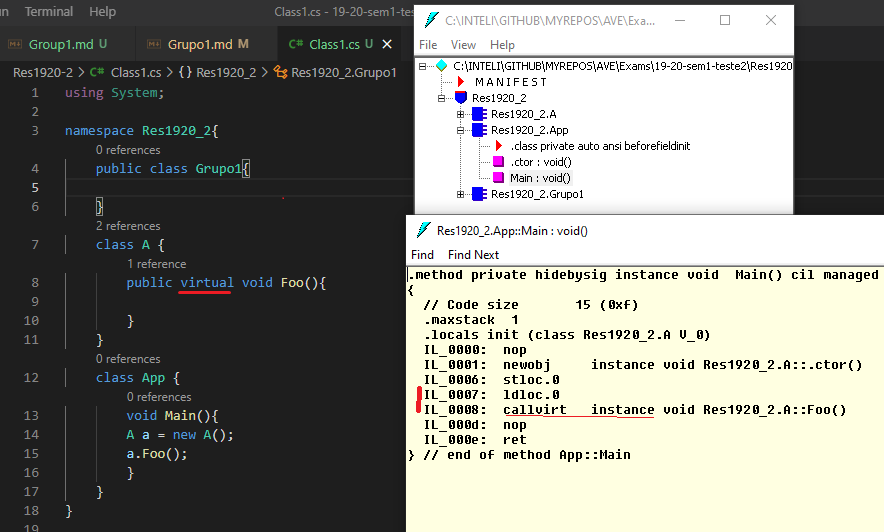 un Terminal Help Class1.cs - 19-20-sem1-teste
Group1.md U Grupo1.md M C# Class1.cs U
Res1920-2 > C# Class1.cs > {} Res1920_2 > Res1920_2.Grupo1
1 using System;
2
3 namespace Res1920_2{
0 references
4 public class Grupo1{
5
6 }
2 references
7 class A {
1 reference
8 public virtual void Foo(){
9
10 }
11 }
0 references
12 class App {
0 references
13 void Main(){
14 A a = new A();
15 a.Foo();
16 }
17 }
18 }
19
C:\INTELI\GITHUB\MYREPOS\AVE\Exa...
File View Help
C:\INTELI\GITHUB\MYREPOS\AVE\Exams\19-20-sem1-teste2\Res1920
M A N I F E S T
Res1920_2
Res1920_2.A
Res1920_2.App
.class private auto ansi beforefieldinit
.ctor : void()
Main : void()
Res1920_2.Grupo1
Res1920_2.App::Main : void()
Find Find Next
.method private hidebysig instance void Main() cil managed
{
// Code size 15 (0xf)
.maxstack 1
.locals init (class Res1920_2.A V_0)
IL_0000: nop
IL_0001: newobj instance void Res1920_2.A::.ctor()
IL_0006: stloc.0
IL_0007: ldloc.0
IL_0008: callvirt instance void Res1920_2.A::Foo()
IL_000d: nop
IL_000e: ret
} // end of method App::Main